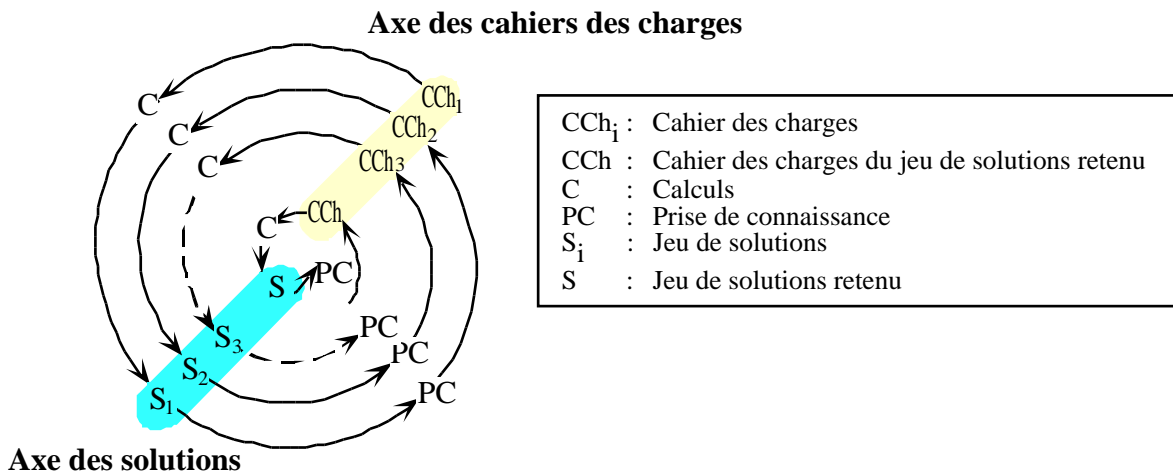 Axe des cahiers des charges
C
CCh1
C
CCh2
C
CCh3
CCh
C
S
PC
S3
PC
S2
PC
S1
PC
Axe des solutions
CChi : Cahier des charges
CCh : Cahier des charges du jeu de solutions retenu
C : Calculs
PC : Prise de connaissance
Si : Jeu de solutions
S : Jeu de solutions retenu